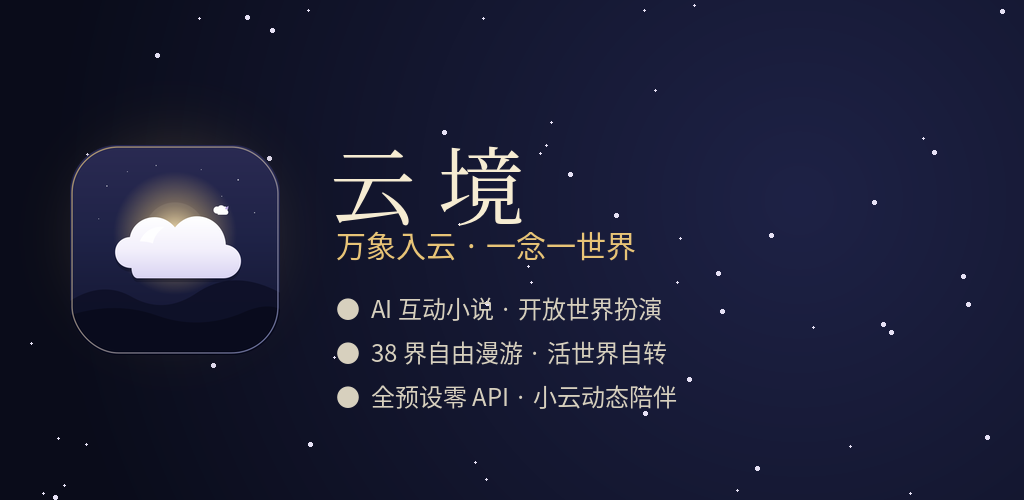 云境
万象入云 · 一念一世界
AI 互动小说 · 开放世界扮演
38 界自由漫游 · 活世界自转
全预设零 API · 小云动态陪伴